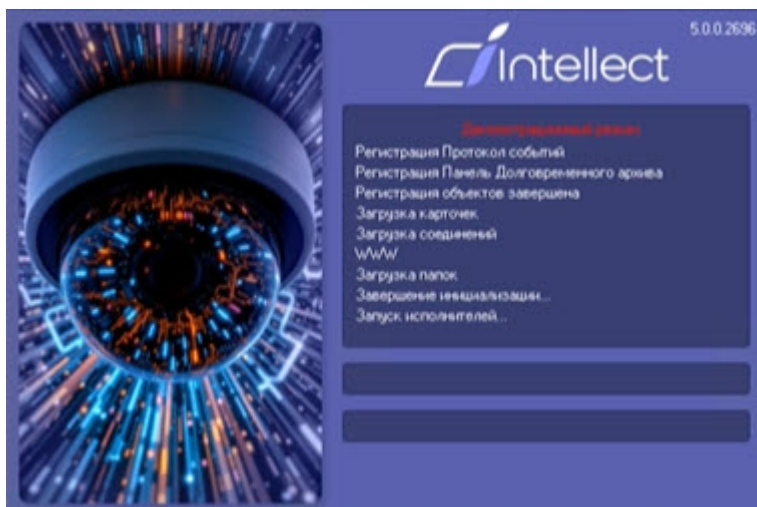 5.0.0.2696
Intellect
Демонстрационный режим
Регистрация Протокол событий
Регистрация Панель Долговременного архива
Регистрация объектов завершена
Загрузка карточек
Загрузка соединений
WWW
Загрузка папок
Завершение инициализации...
Запуск исполнителей...